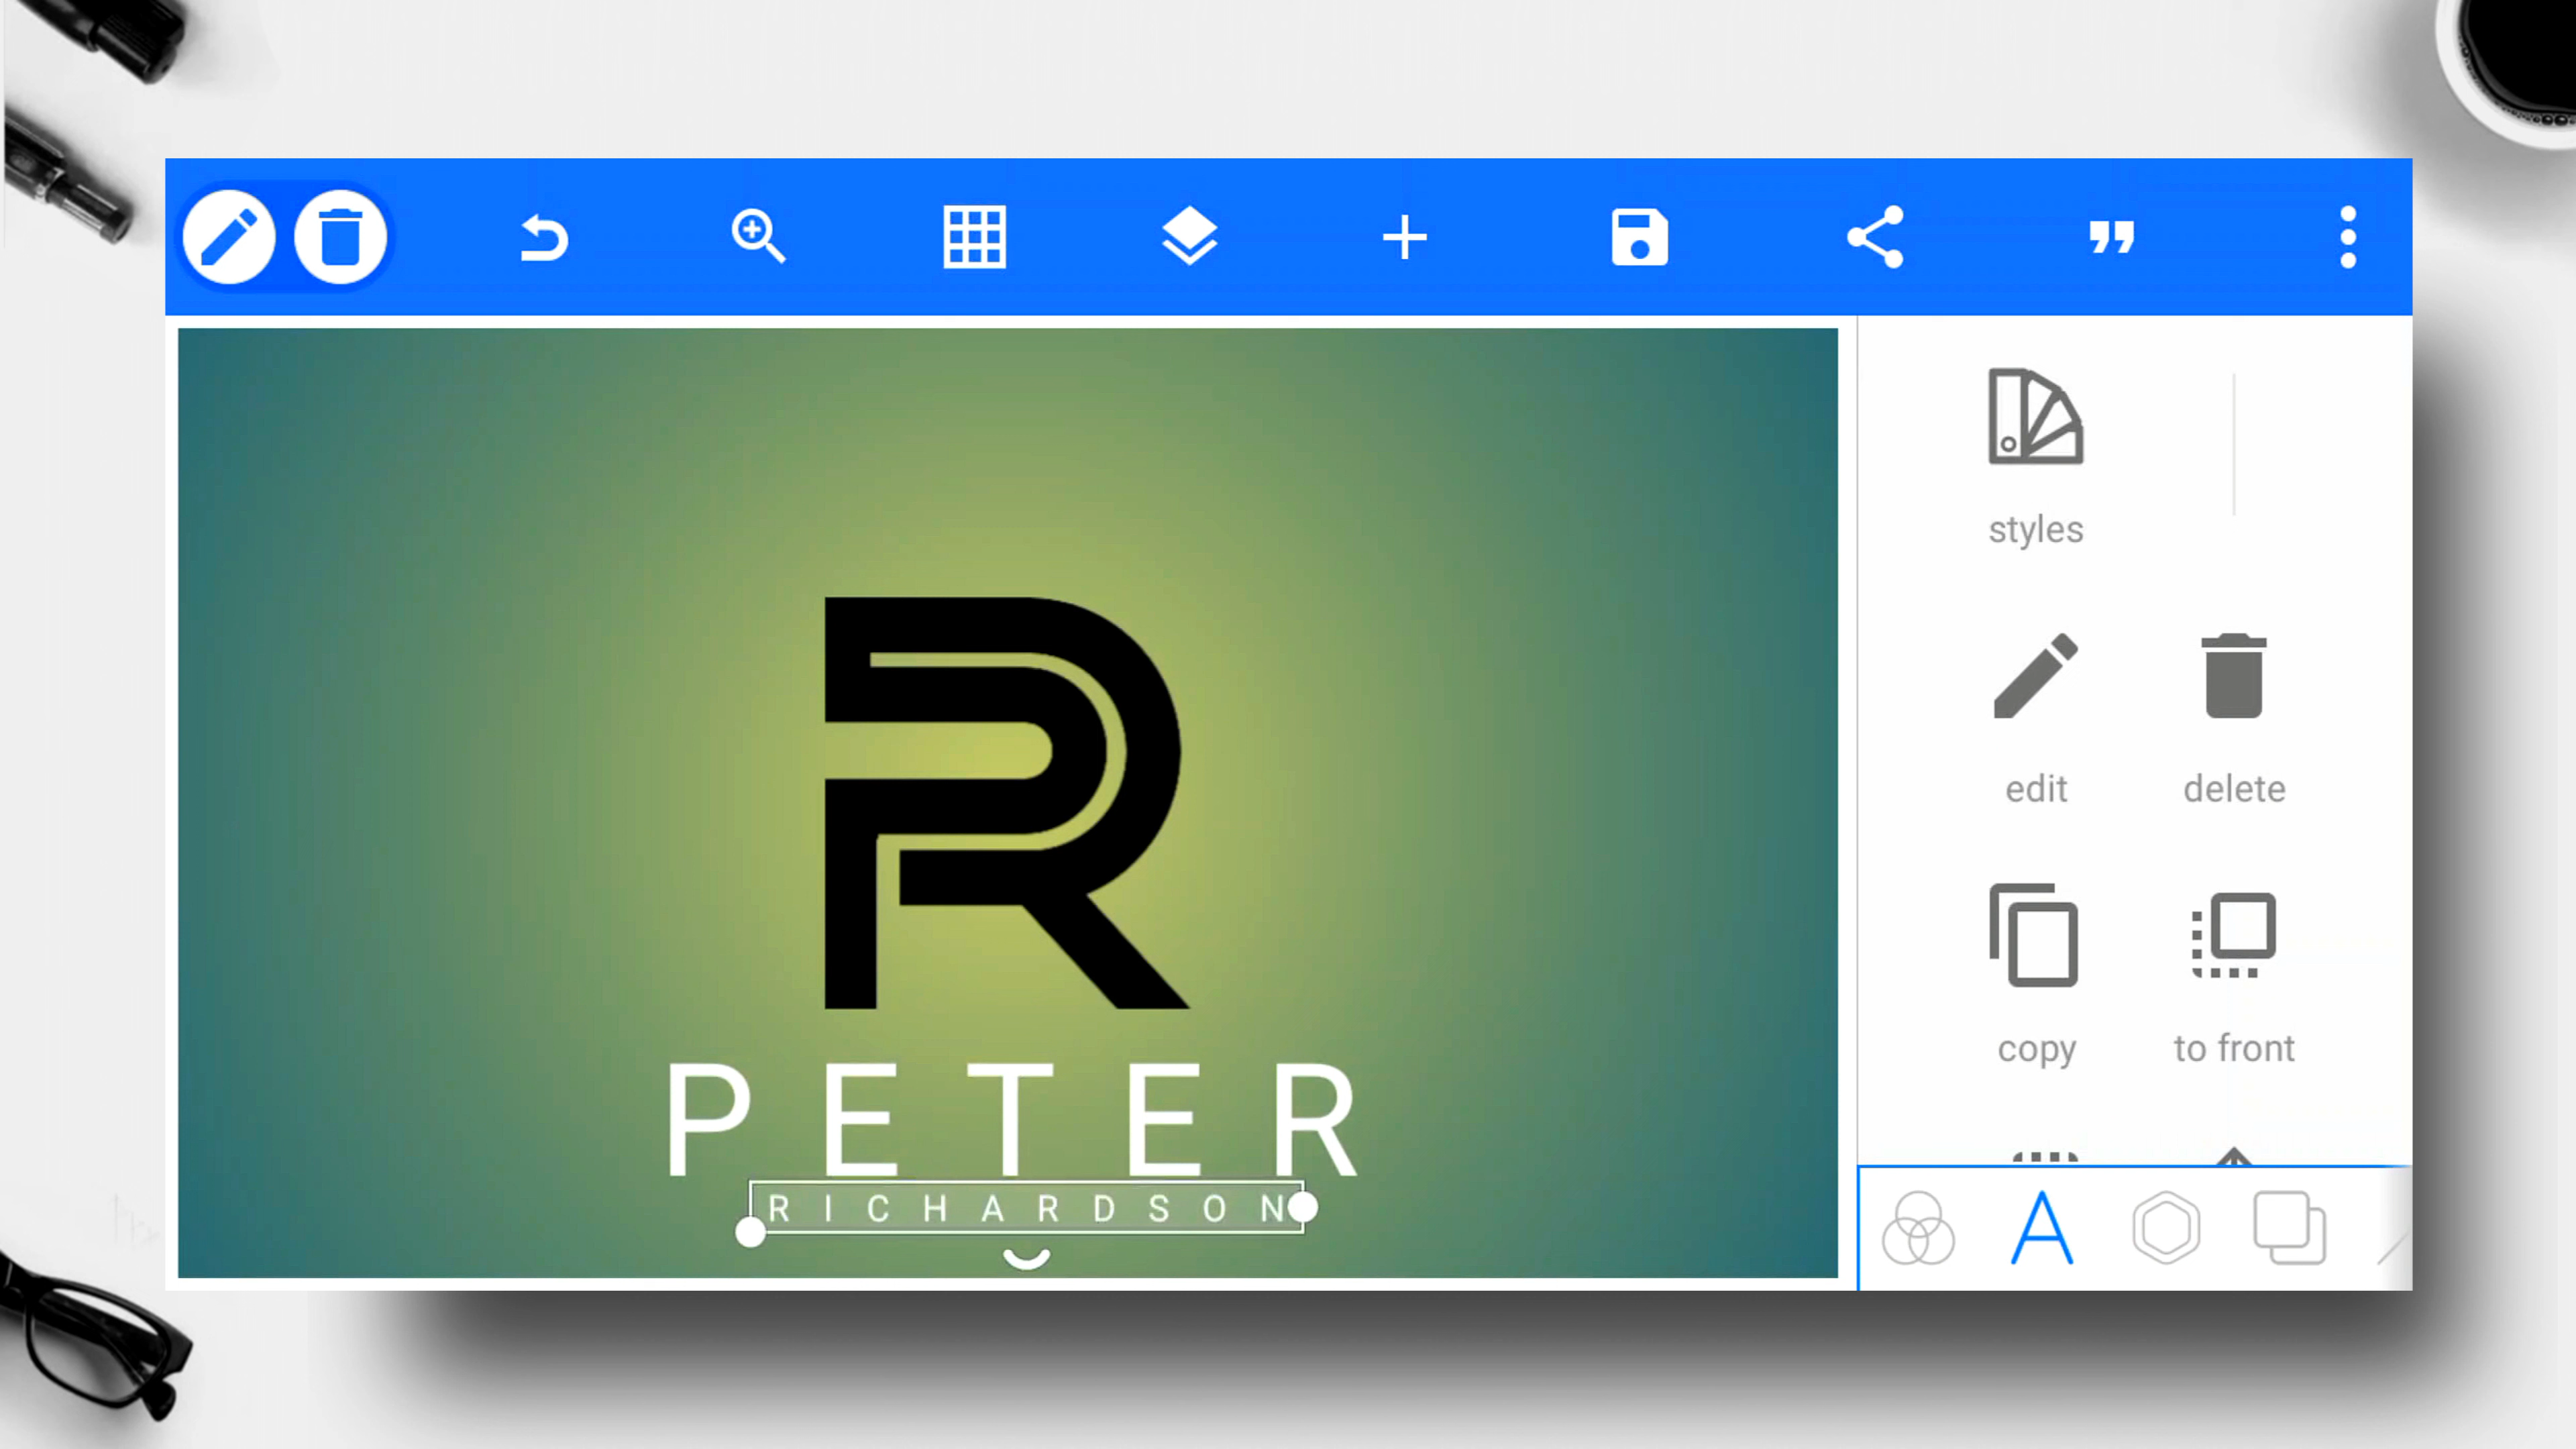 styles
edit delete
copy to front
R
PETER
RICHARDSON